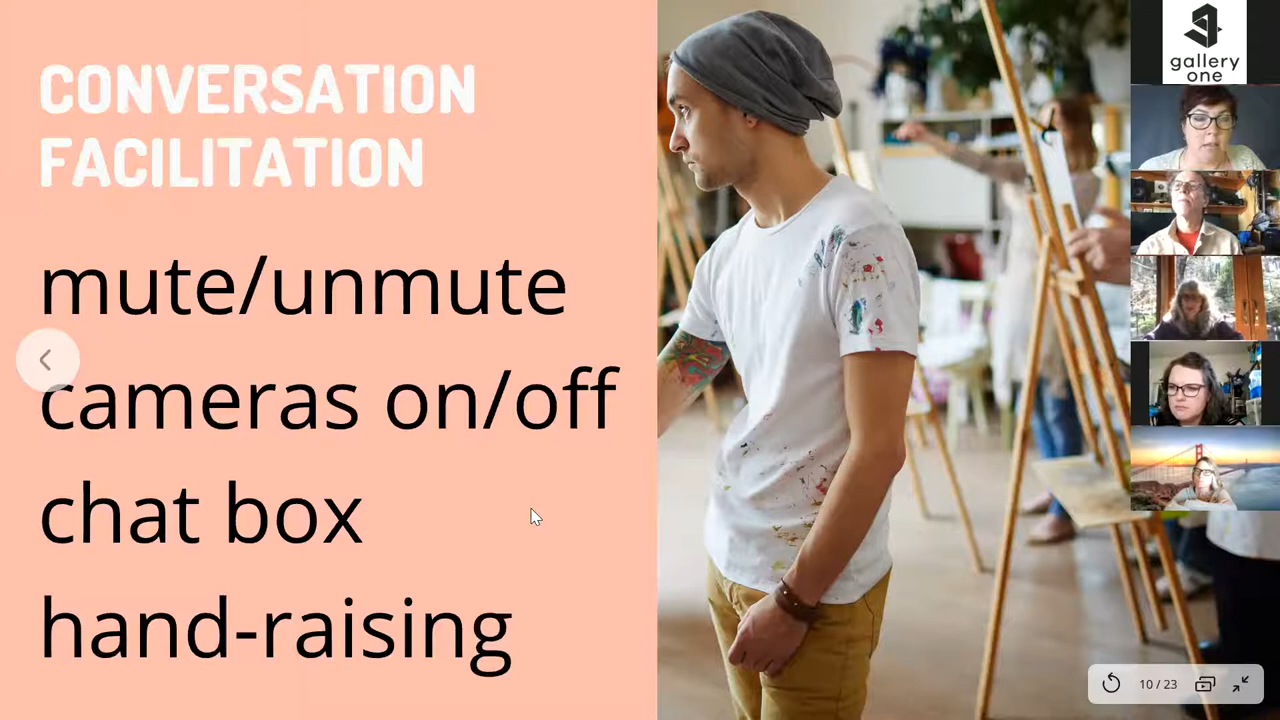 CONVERSATION
FACILITATION
mute/unmute
cameras on/off
chat box
hand-raising
gallery
one
10 / 23